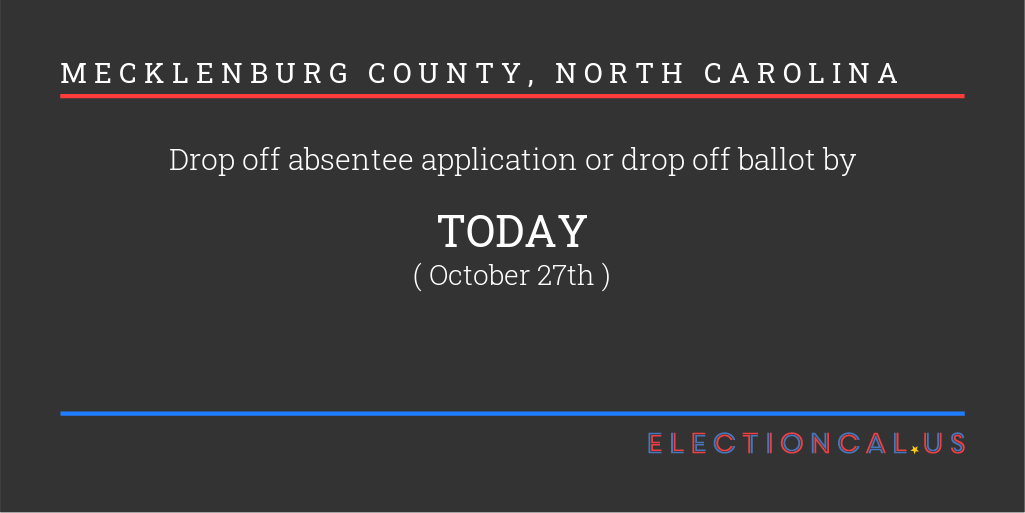 MECKLENBURG COUNTY, NORTH CAROLINA
Drop off absentee application or drop off ballot by
TODAY
( October 27th )
ELECTIONCAL.US